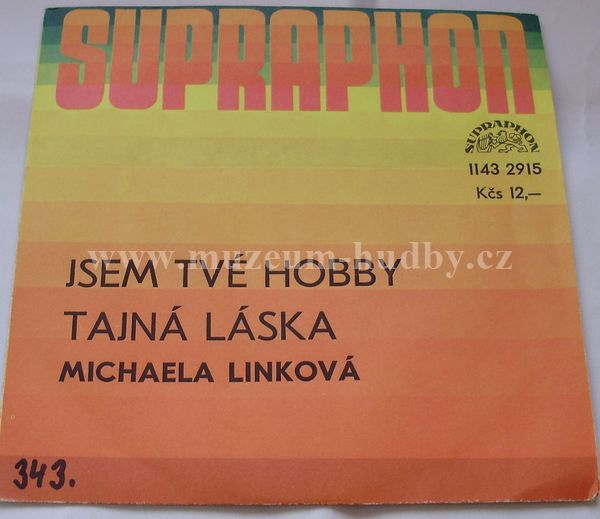 SUPRAPHON
SUPRAPHON
1143 2915
Kčs 12,—
www.muzeum-hudby.cz
JSEM TVÉ HOBBY
TAJNÁ LÁSKA
MICHAELA LINKOVÁ
343.